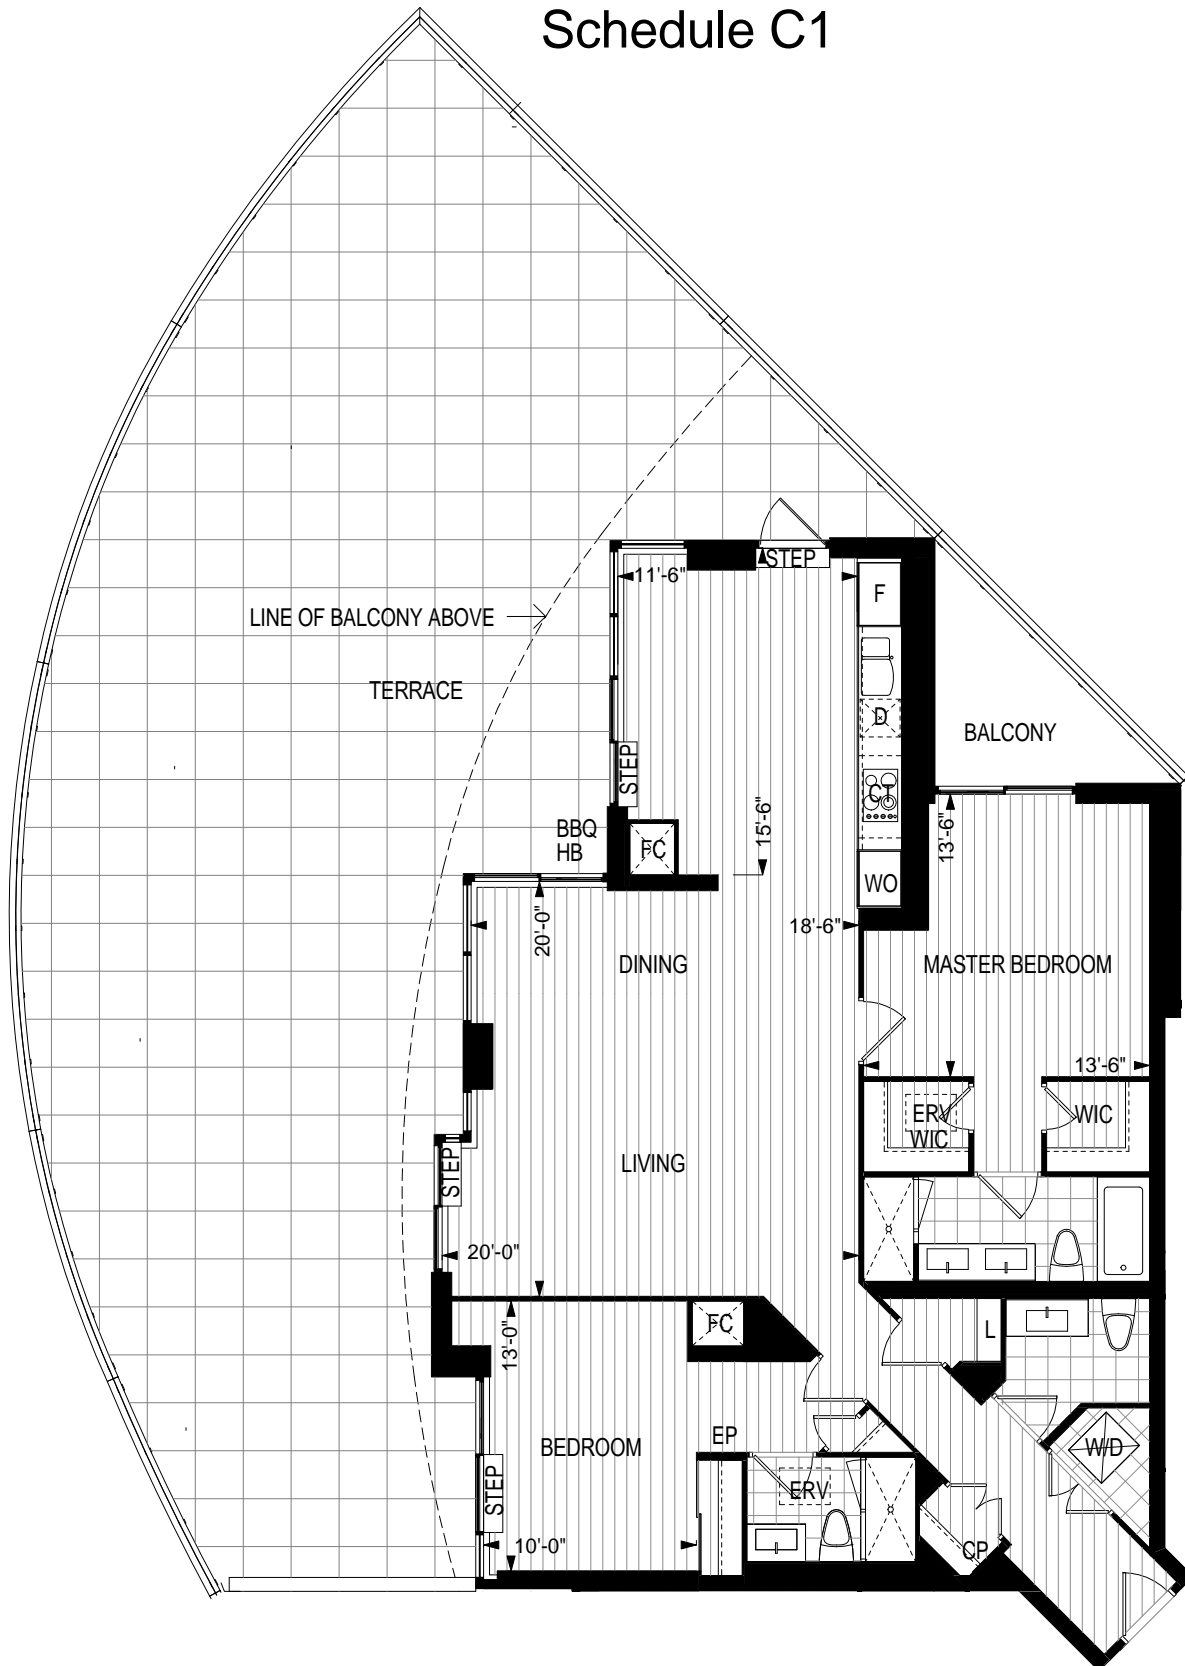 Schedule C1
STEP
11'-6"
F
LINE OF BALCONY ABOVE
TERRACE
D
BALCONY
STEP
CT
BBQ
HB
15'-6"
13'-6"
FC
WO
20'-0"
18'-6"
DINING
MASTER BEDROOM
13'-6"
ERV
WIC
WIC
LIVING
STEP
20'-0"
FC
13'-0"
L
EP
BEDROOM
W/D
STEP
ERV
10'-0"
CP